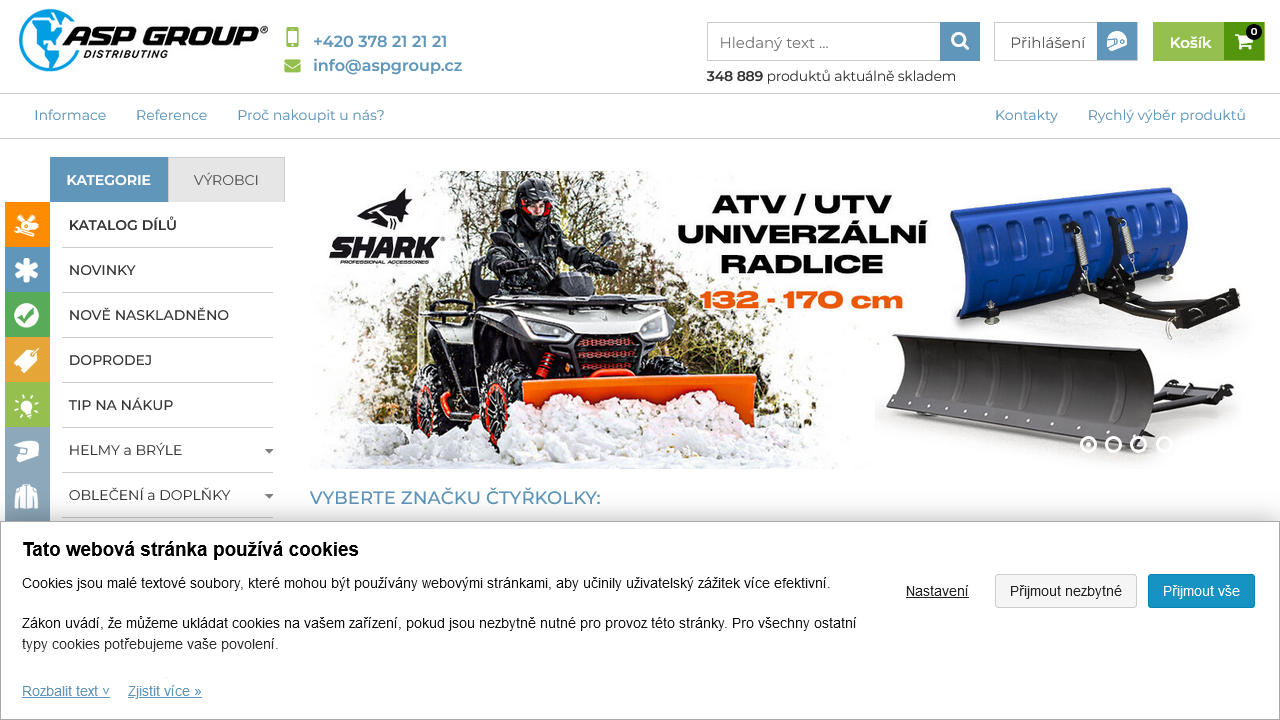 ASP GROUP®
DISTRIBUTING
+420 378 21 21 21
info@aspgroup.cz
Hledaný text ...
348 889 produktů aktuálně skladem
Přihlášení
Košík
0
Informace
Reference
Proč nakoupit u nás?
Kontakty
Rychlý výběr produktů
KATEGORIE
VÝROBCI
KATALOG DÍLŮ
NOVINKY
NOVĚ NASKLADNĚNO
DOPRODEJ
TIP NA NÁKUP
HELMY a BRÝLE
OBLEČENÍ a DOPLŇKY
SHARK®
PROFESSIONAL ACCESSORIES
ATV / UTV
UNIVERZÁLNÍ
RADLICE
132 - 170 cm
VYBERTE ZNAČKU ČTYŘKOLKY:
Tato webová stránka používá cookies
Cookies jsou malé textové soubory, které mohou být používány webovými stránkami, aby učinily uživatelský zážitek více efektivní.
Zákon uvádí, že můžeme ukládat cookies na vašem zařízení, pokud jsou nezbytně nutné pro provoz této stránky. Pro všechny ostatní
typy cookies potřebujeme vaše povolení.
Rozbalit text ˅
Zjistit více »
Nastavení
Přijmout nezbytné
Přijmout vše